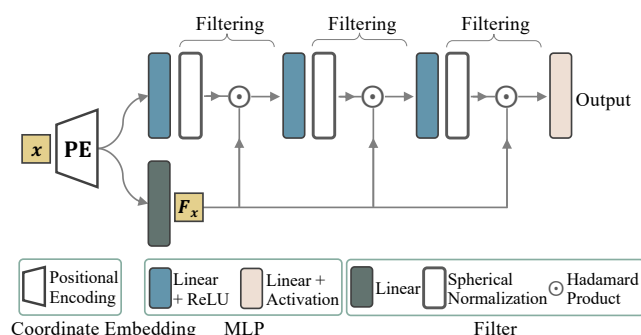 Filtering Filtering Filtering
x PE Output
F_x
Positional Encoding
Linear + ReLU
Linear + Activation
Linear
Spherical Normalization
Hadamard Product
Coordinate Embedding MLP Filter